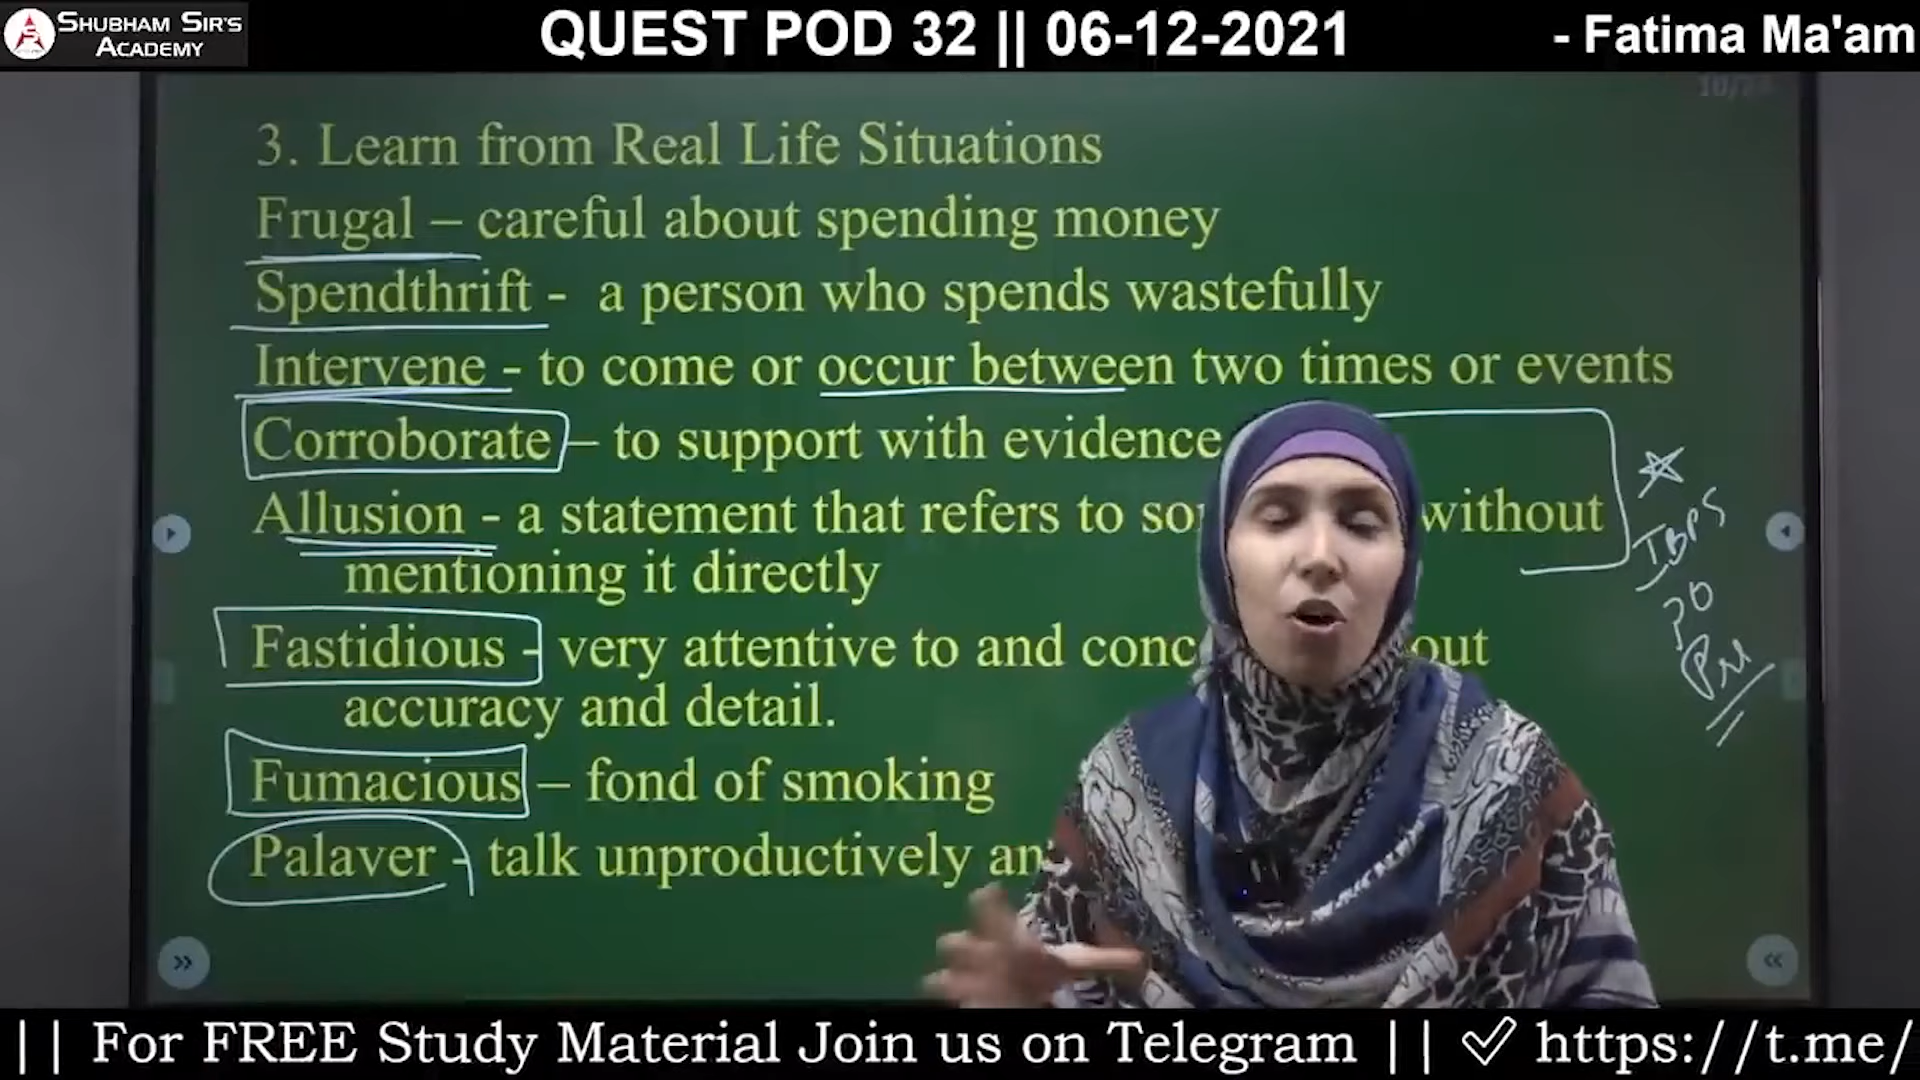 SHUBHAM SIR'S
ACADEMY
QUEST POD 32 || 06-12-2021
- Fatima Ma'am
3. Learn from Real Life Situations
Frugal – careful about spending money
Spendthrift - a person who spends wastefully
Intervene - to come or occur between two times or events
Corroborate – to support with evidence
Allusion - a statement that refers to without
mentioning it directly
Fastidious - very attentive to and
accuracy and detail.
Fumacious – fond of smoking
Palaver - talk unproductively
IBPS
PO
Pre
|| For FREE Study Material Join us on Telegram || ✓ https://t.me/